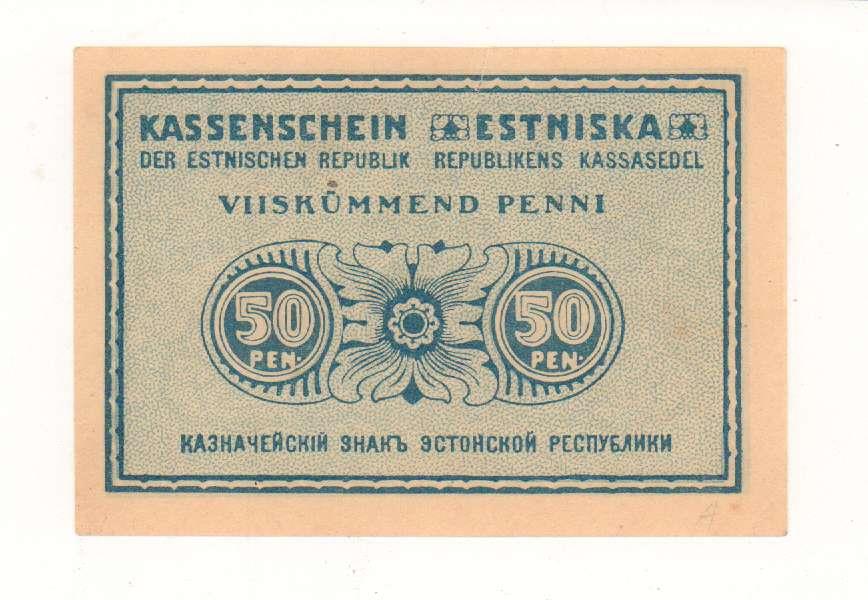 KASSENSCHEIN ESTNISKA
DER ESTNISCHEN REPUBLIK REPUBLIKENS KASSASEDEL
VIISKÜMMEND PENNI
50 PEN. 50 PEN.
КАЗНАЧЕЙСКІЙ ЗНАКЪ ЭСТОНСКОЙ РЕСПУБЛИКИ
A